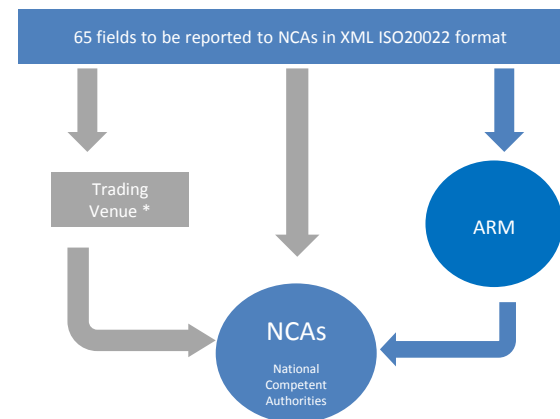 65 fields to be reported to NCAs in XML ISO20022 format
Trading
Venue *
ARM
NCAs
National
Competent
Authorities